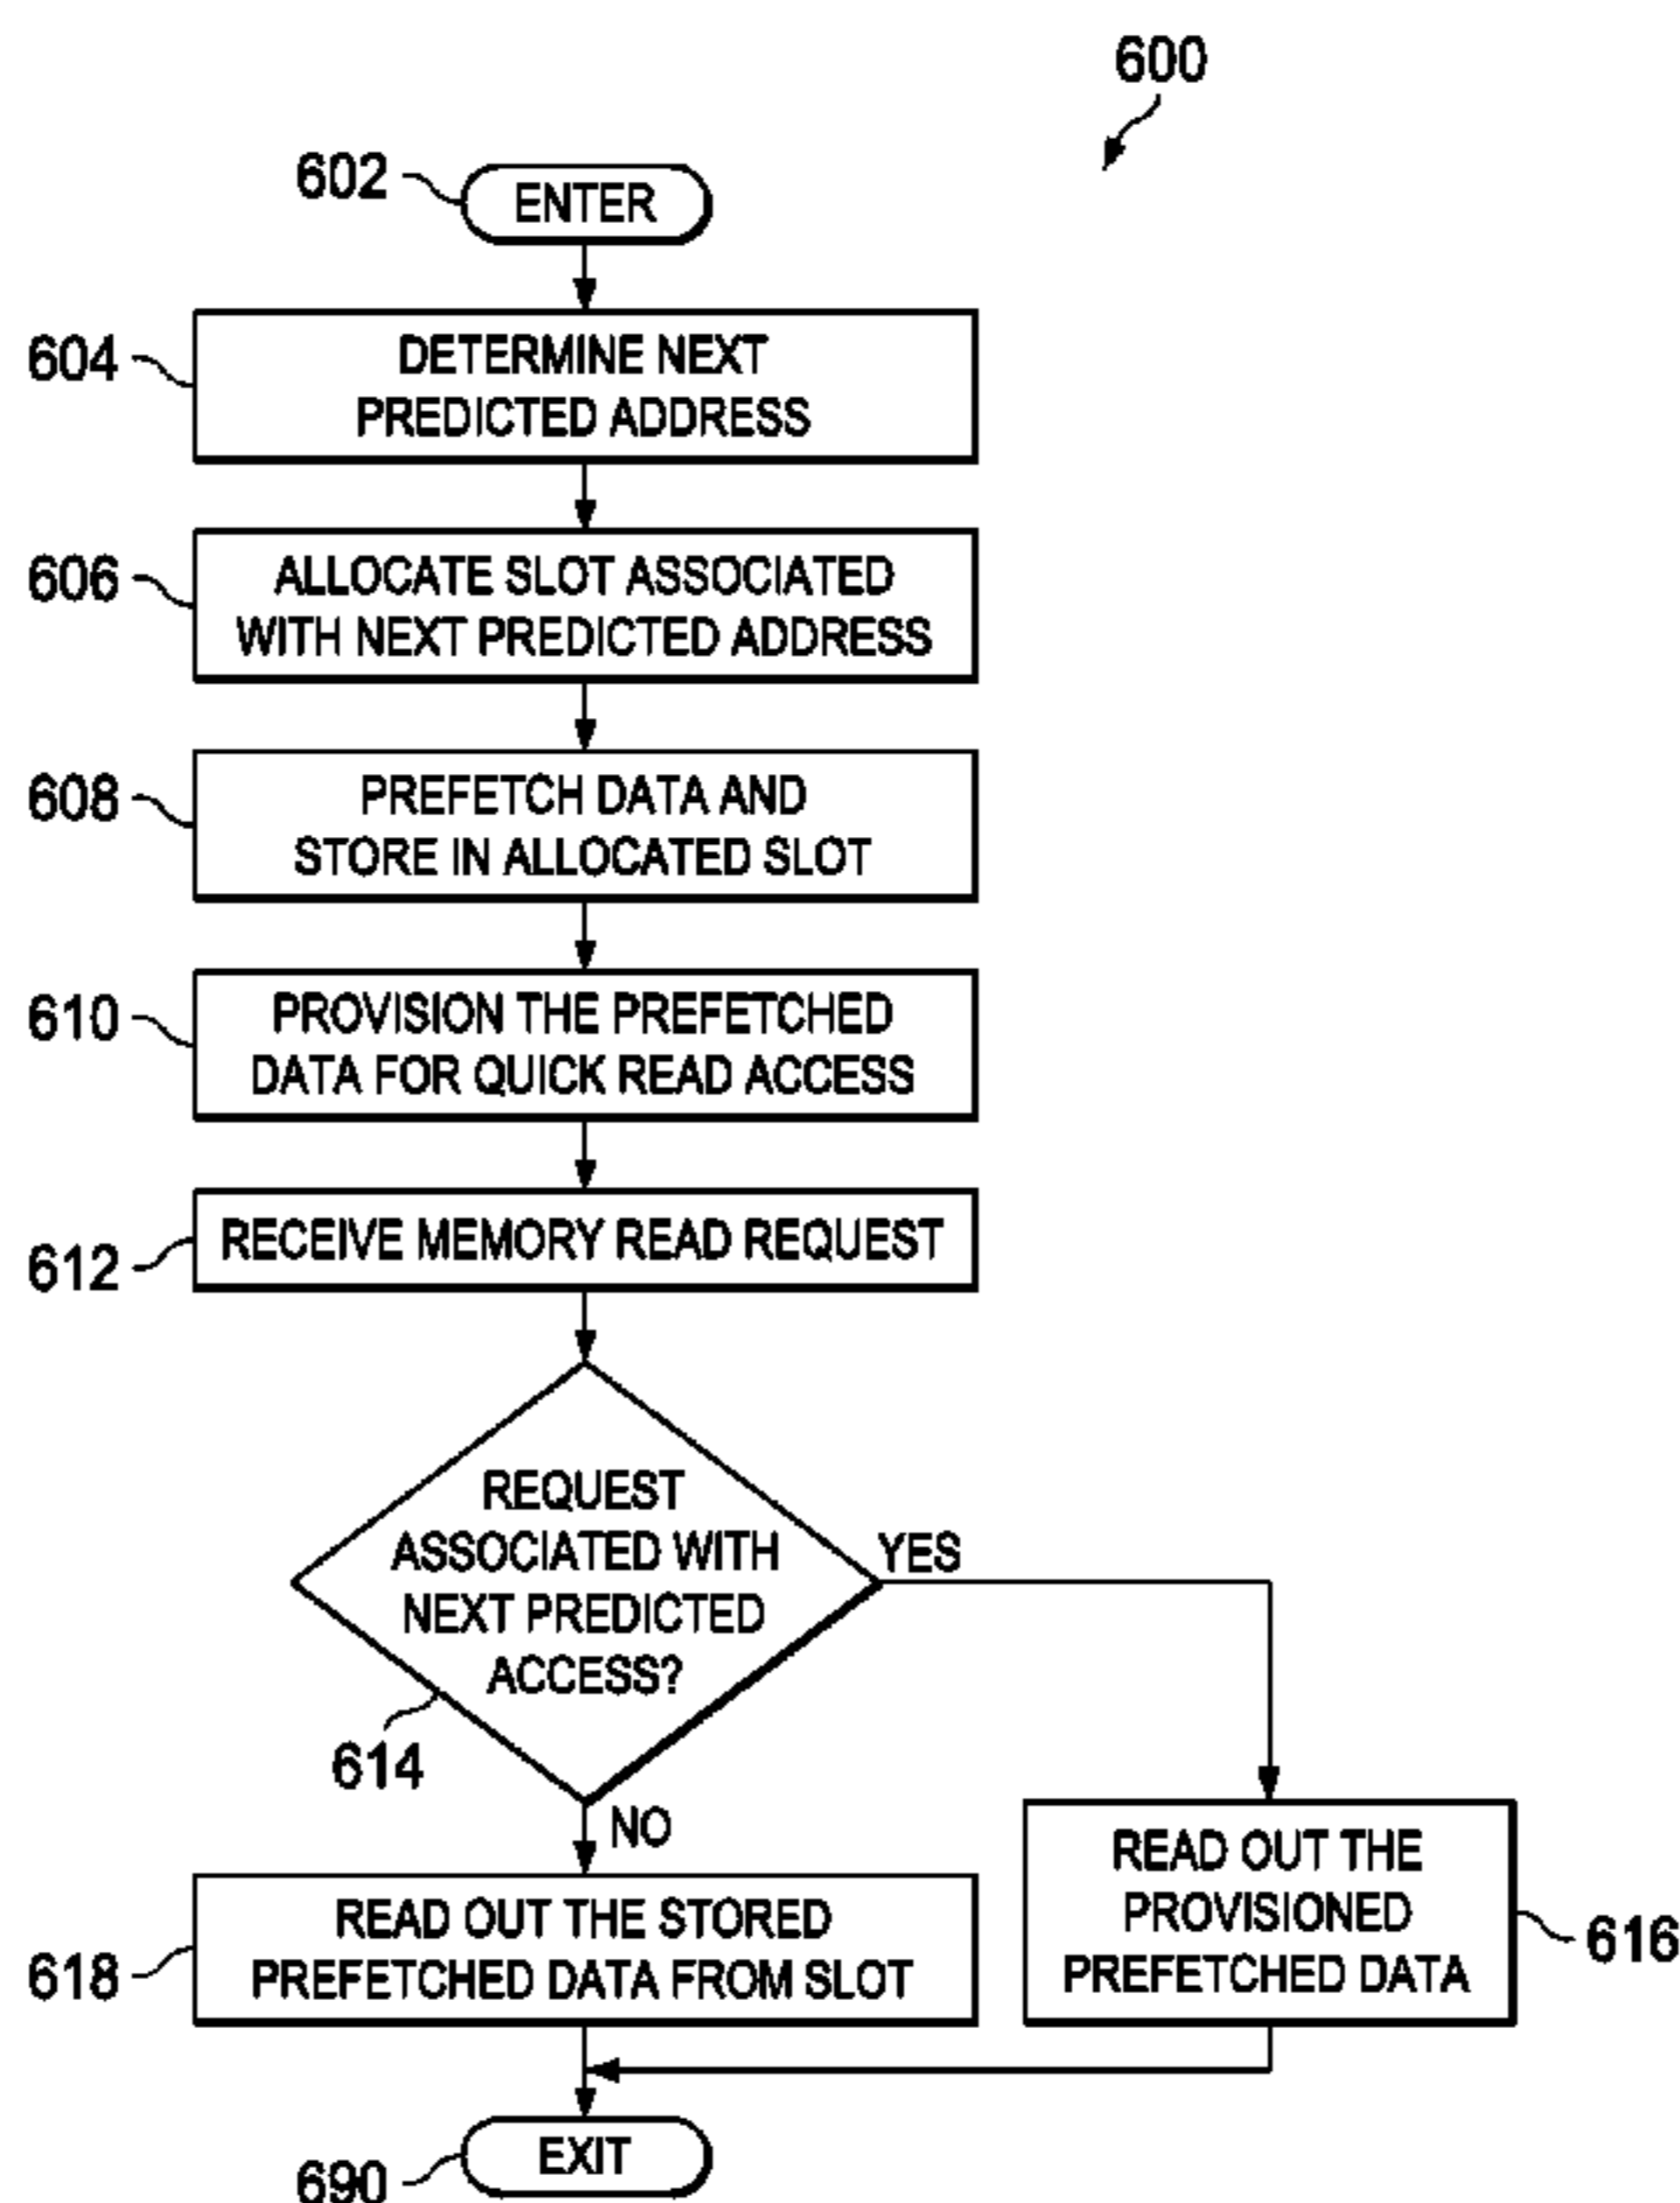 600
602
ENTER
604
DETERMINE NEXT
PREDICTED ADDRESS
606
ALLOCATE SLOT ASSOCIATED
WITH NEXT PREDICTED ADDRESS
608
PREFETCH DATA AND
STORE IN ALLOCATED SLOT
610
PROVISION THE PREFETCHED
DATA FOR QUICK READ ACCESS
612
RECEIVE MEMORY READ REQUEST
REQUEST
ASSOCIATED WITH
NEXT PREDICTED
ACCESS?
YES
614
NO
READ OUT THE
PROVISIONED
PREFETCHED DATA
616
618
READ OUT THE STORED
PREFETCHED DATA FROM SLOT
690
EXIT